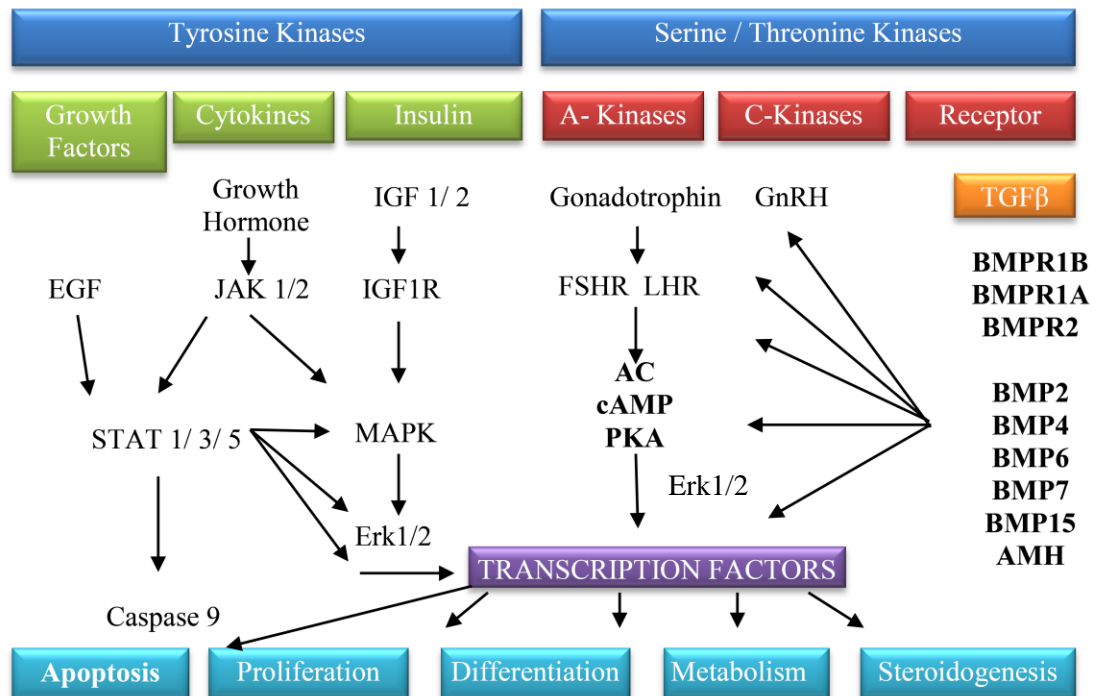 Tyrosine Kinases
Serine / Threonine Kinases
Growth
Factors
Cytokines
Insulin
A- Kinases
C-Kinases
Receptor
Growth
Hormone
IGF 1/ 2
Gonadotrophin
GnRH
TGFβ
EGF
JAK 1/2
IGF1R
FSHR LHR
BMPR1B
BMPR1A
BMPR2
AC
cAMP
PKA
BMP2
BMP4
BMP6
BMP7
BMP15
AMH
STAT 1/ 3/ 5
MAPK
Erk1/2
Erk1/2
TRANSCRIPTION FACTORS
Caspase 9
Apoptosis
Proliferation
Differentiation
Metabolism
Steroidogenesis